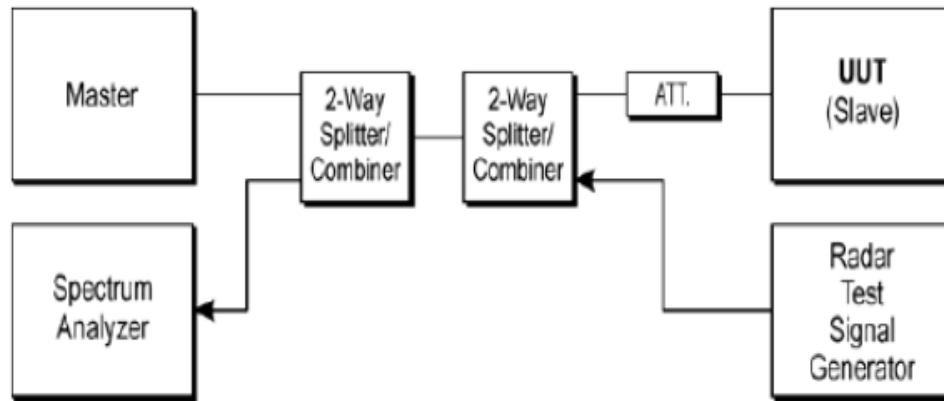 Master
2-Way
Splitter/
Combiner
2-Way
Splitter/
Combiner
ATT.
UUT
(Slave)
Spectrum
Analyzer
Radar
Test
Signal
Generator